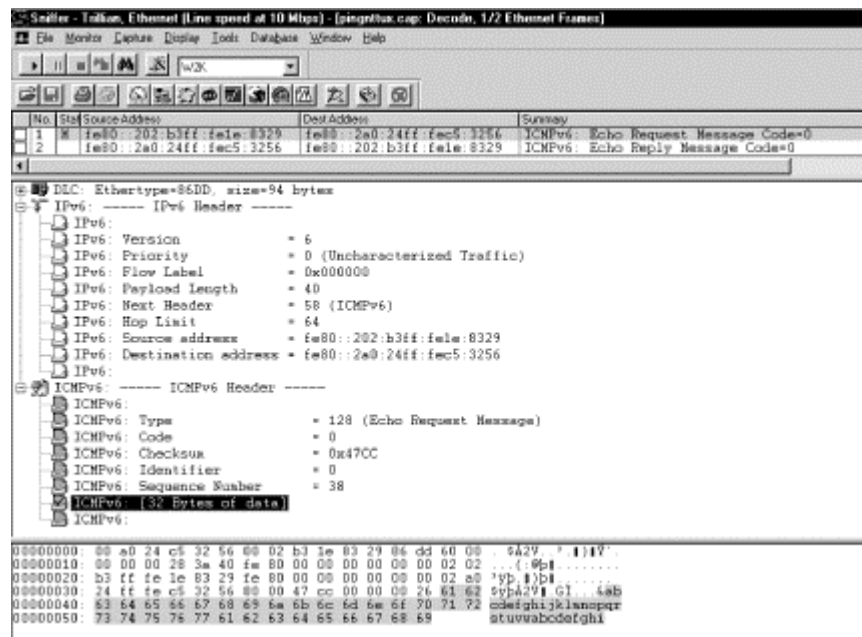 Sniffer - Trillian, Ethernet (Line speed at 10 Mbps) - [pingnttux.cap: Decode, 1/2 Ethernet Frames]
File Monitor Capture Display Tools Database Window Help
W2K
No. Stat Source Address Dest Address Summary
1 M fe80::202:b3ff:fe1e:8329 fe80::2a0:24ff:fec5:3256 ICMPv6: Echo Request Message Code=0
2 fe80::2a0:24ff:fec5:3256 fe80::202:b3ff:fe1e:8329 ICMPv6: Echo Reply Message Code=0
DLC: Ethertype=86DD, size=94 bytes
IPv6: ----- IPv6 Header -----
IPv6:
IPv6: Version = 6
IPv6: Priority = 0 (Uncharacterized Traffic)
IPv6: Flow Label = 0x000000
IPv6: Payload Length = 40
IPv6: Next Header = 58 (ICMPv6)
IPv6: Hop Limit = 64
IPv6: Source address = fe80::202:b3ff:fe1e:8329
IPv6: Destination address = fe80::2a0:24ff:fec5:3256
IPv6:
ICMPv6: ----- ICMPv6 Header -----
ICMPv6:
ICMPv6: Type = 128 (Echo Request Message)
ICMPv6: Code = 0
ICMPv6: Checksum = 0x47CC
ICMPv6: Identifier = 0
ICMPv6: Sequence Number = 38
ICMPv6: [32 Bytes of data]
ICMPv6:
00000000: 00 a0 24 c5 32 56 00 02 b3 1e 83 29 86 dd 60 00
00000010: 00 00 00 28 3a 40 fe 80 00 00 00 00 00 00 02 02
00000020: b3 ff fe 1e 83 29 fe 80 00 00 00 00 00 00 02 a0
00000030: 24 ff fe c5 32 56 80 00 47 cc 00 00 00 26 61 62
00000040: 63 64 65 66 67 68 69 6a 6b 6c 6d 6e 6f 70 71 72 cdefghijklmnopqr
00000050: 73 74 75 76 77 61 62 63 64 65 66 67 68 69 stuvwabcdefghi